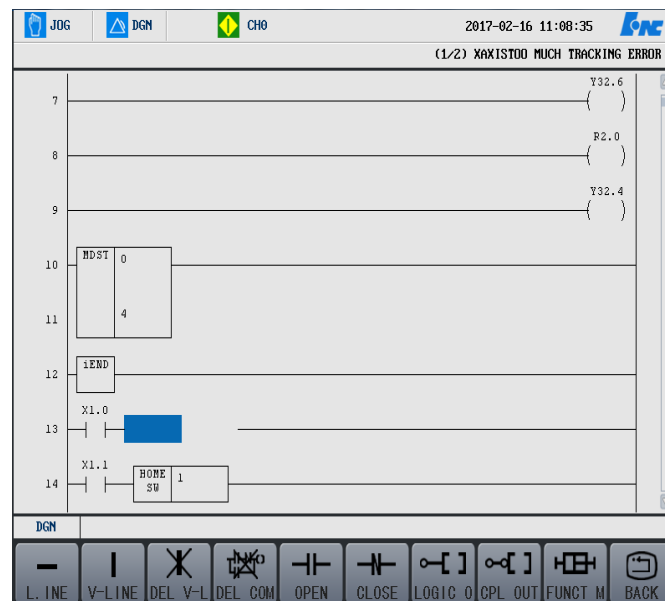 JOG DGN CH0 2017-02-16 11:08:35 HNC
(1/2) XAXISTOO MUCH TRACKING ERROR
Y32.6
7 ( )
R2.0
8 ( )
Y32.4
9 ( )
MDST 0
10
11 4
iEND
12
X1.0
13
X1.1 HOME 1
14 SW
DGN
L.INE V-LINE DEL V-L DEL COM OPEN CLOSE LOGIC O CPL OUT FUNCT M BACK